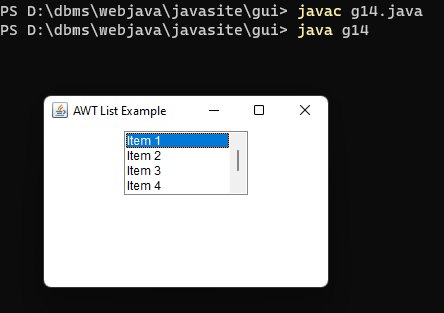 PS D:\dbms\webjava\javasite\gui> javac g14.java
PS D:\dbms\webjava\javasite\gui> java g14
AWT List Example
Item 1
Item 2
Item 3
Item 4